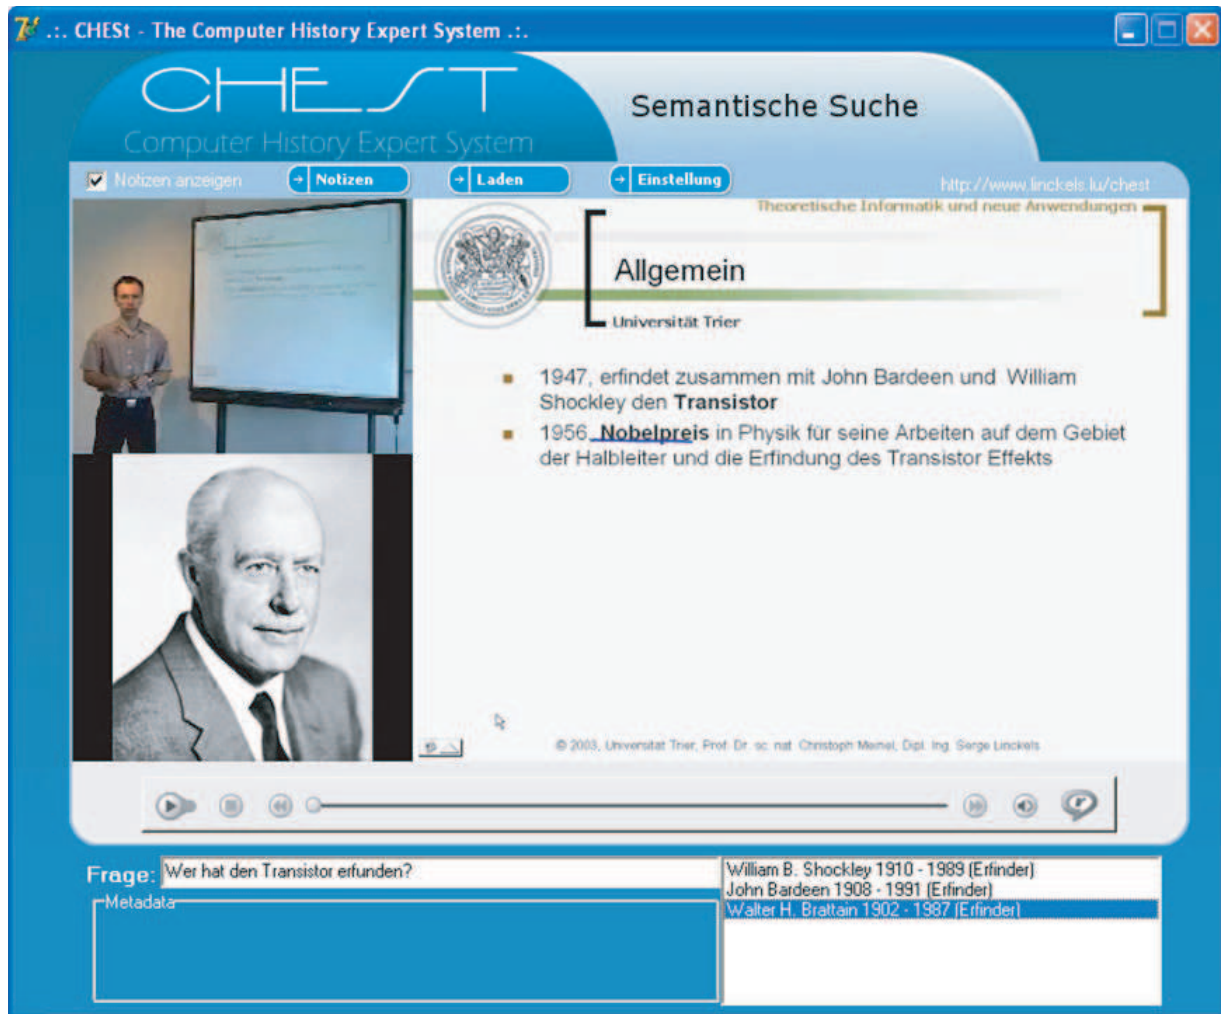 .:. CHESt - The Computer History Expert System .:.
CHEST
Computer History Expert System
Semantische Suche
Notizen anzeigen
Notizen
Laden
Einstellung
http://www.linckels.lu/chest
Theoretische Informatik und neue Anwendungen
Allgemein
Universität Trier
1947, erfindet zusammen mit John Bardeen und William
Shockley den Transistor
1956, Nobelpreis in Physik für seine Arbeiten auf dem Gebiet
der Halbleiter und die Erfindung des Transistor Effekts
© 2003, Universität Trier, Prof. Dr. sc. nat. Christoph Meinel, Dipl. Ing. Serge Linckels
Frage: Wer hat den Transistor erfunden?
Metadata
William B. Shockley 1910 - 1989 (Erfinder)
John Bardeen 1908 - 1991 (Erfinder)
Walter H. Brattain 1902 - 1987 (Erfinder)